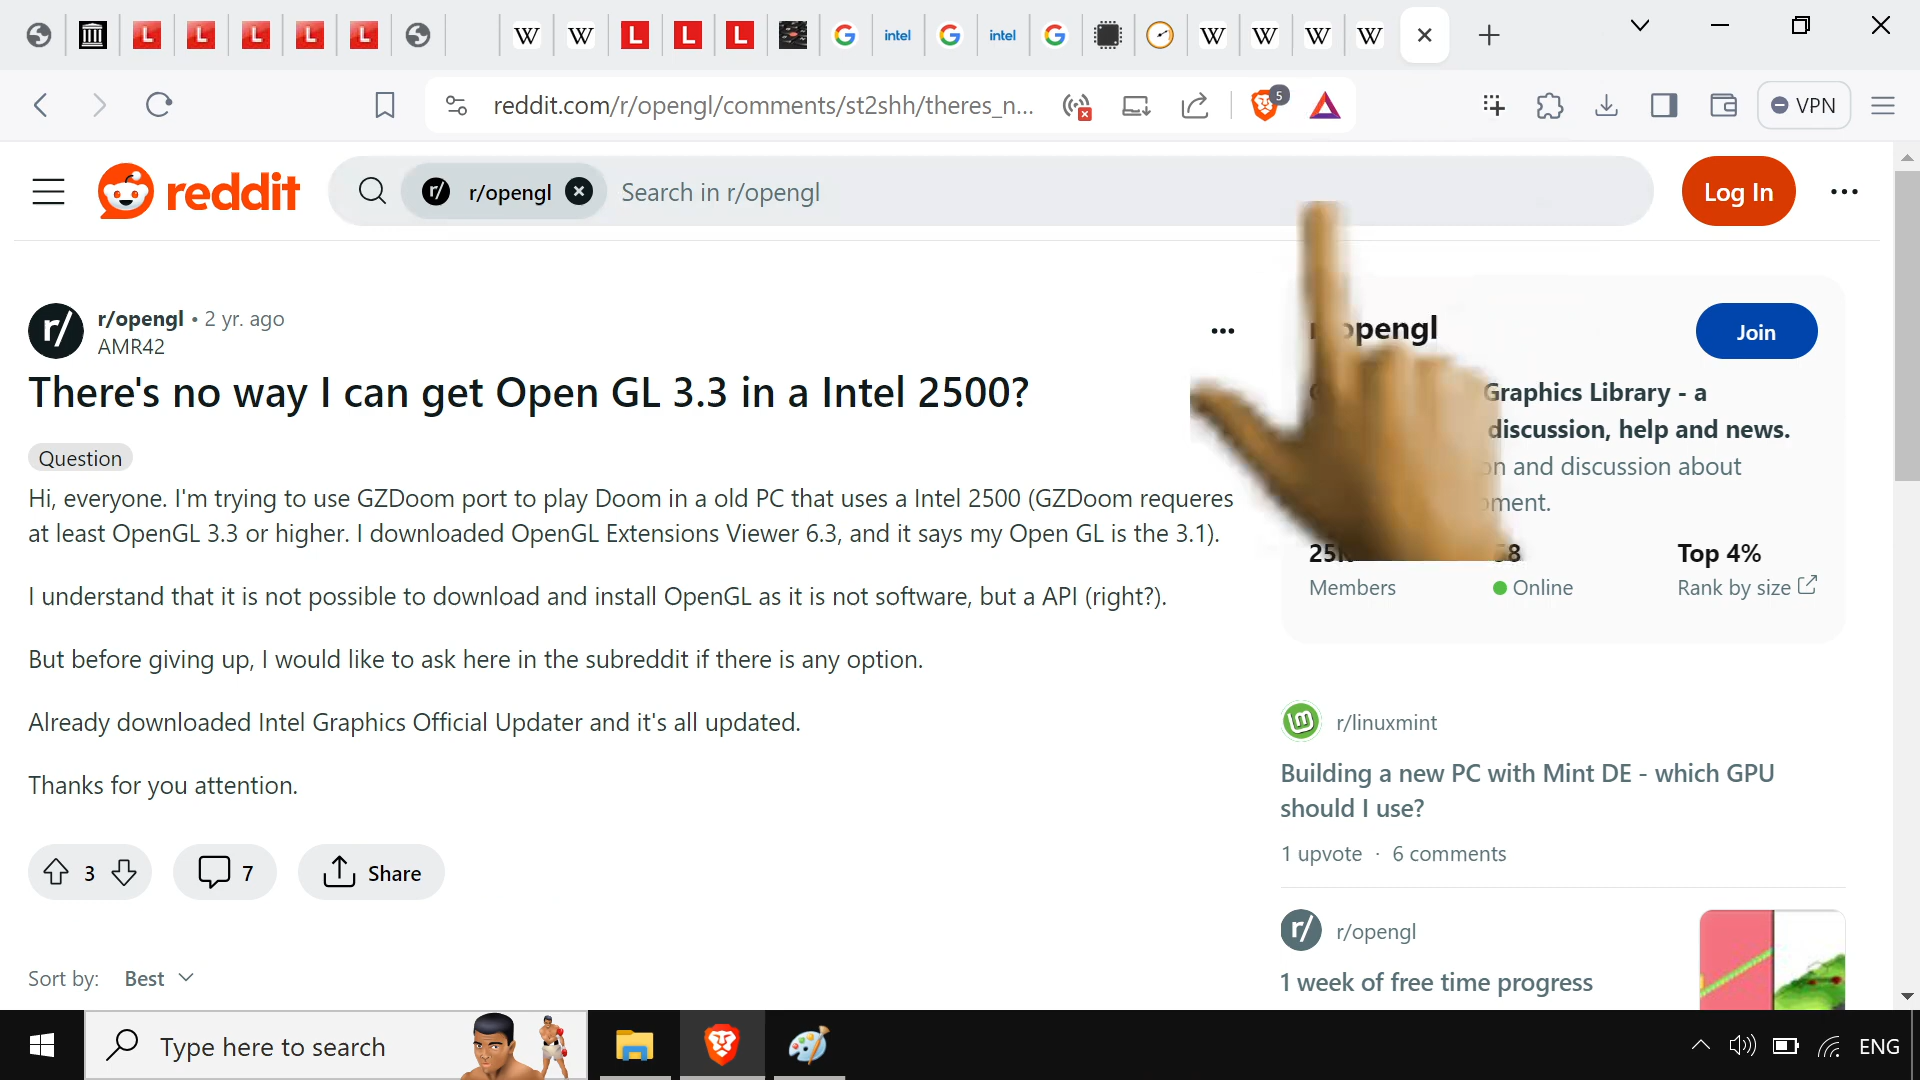 L L L L L W W L L L G intel G intel G W W W W
reddit.com/r/opengl/comments/st2shh/theres_n...
5
VPN
reddit
r/ r/opengl Search in r/opengl
Log In
r/ r/opengl • 2 yr. ago
AMR42
There's no way I can get Open GL 3.3 in a Intel 2500?
Question
Hi, everyone. I'm trying to use GZDoom port to play Doom in a old PC that uses a Intel 2500 (GZDoom requeres
at least OpenGL 3.3 or higher. I downloaded OpenGL Extensions Viewer 6.3, and it says my Open GL is the 3.1).
I understand that it is not possible to download and install OpenGL as it is not software, but a API (right?).
But before giving up, I would like to ask here in the subreddit if there is any option.
Already downloaded Intel Graphics Official Updater and it's all updated.
Thanks for you attention.
3 7 Share
Sort by: Best
Join
Graphics Library - a
discussion, help and news.
and discussion about
Top 4%
Members Online Rank by size
r/linuxmint
Building a new PC with Mint DE - which GPU
should I use?
1 upvote · 6 comments
r/ r/opengl
1 week of free time progress
Type here to search
ENG